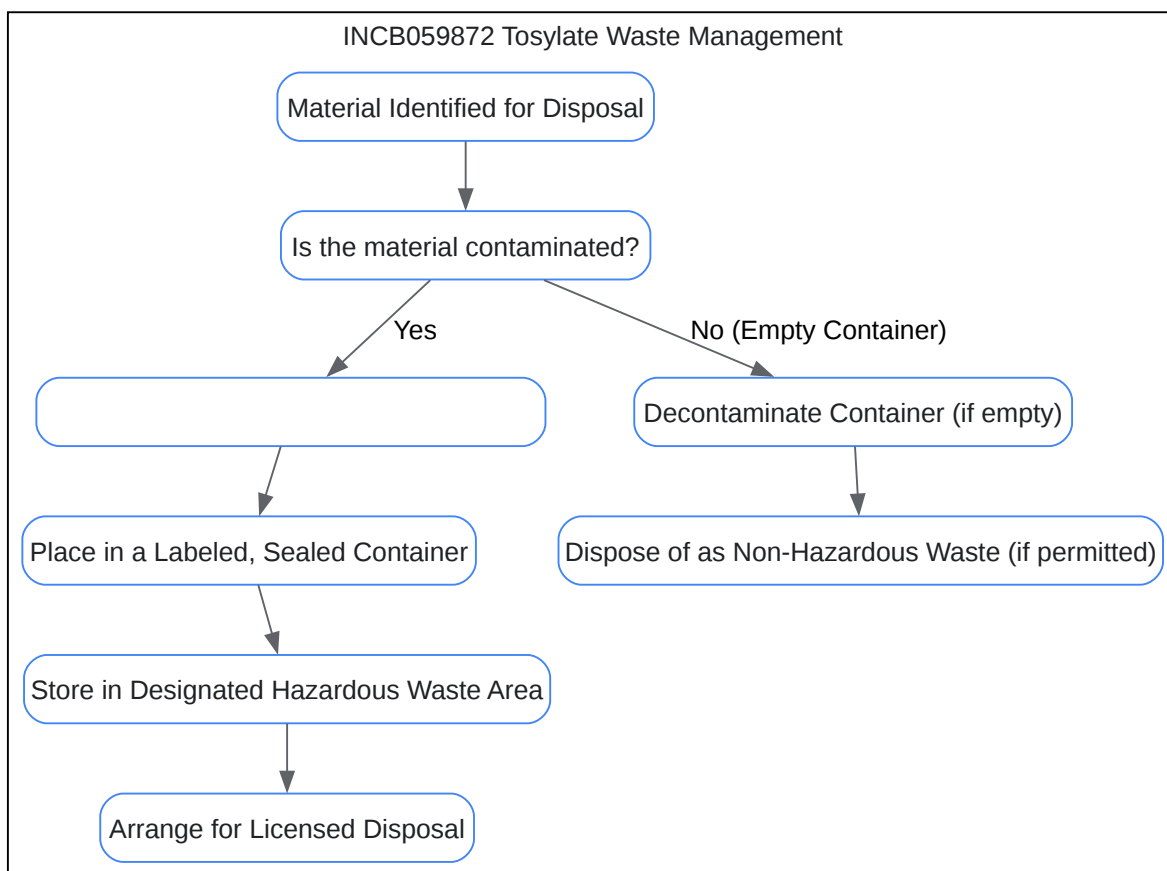 INCB059872 Tosylate Waste Management
Material Identified for Disposal
Is the material contaminated?
Yes
No (Empty Container)
Decontaminate Container (if empty)
Place in a Labeled, Sealed Container
Dispose of as Non-Hazardous Waste (if permitted)
Store in Designated Hazardous Waste Area
Arrange for Licensed Disposal